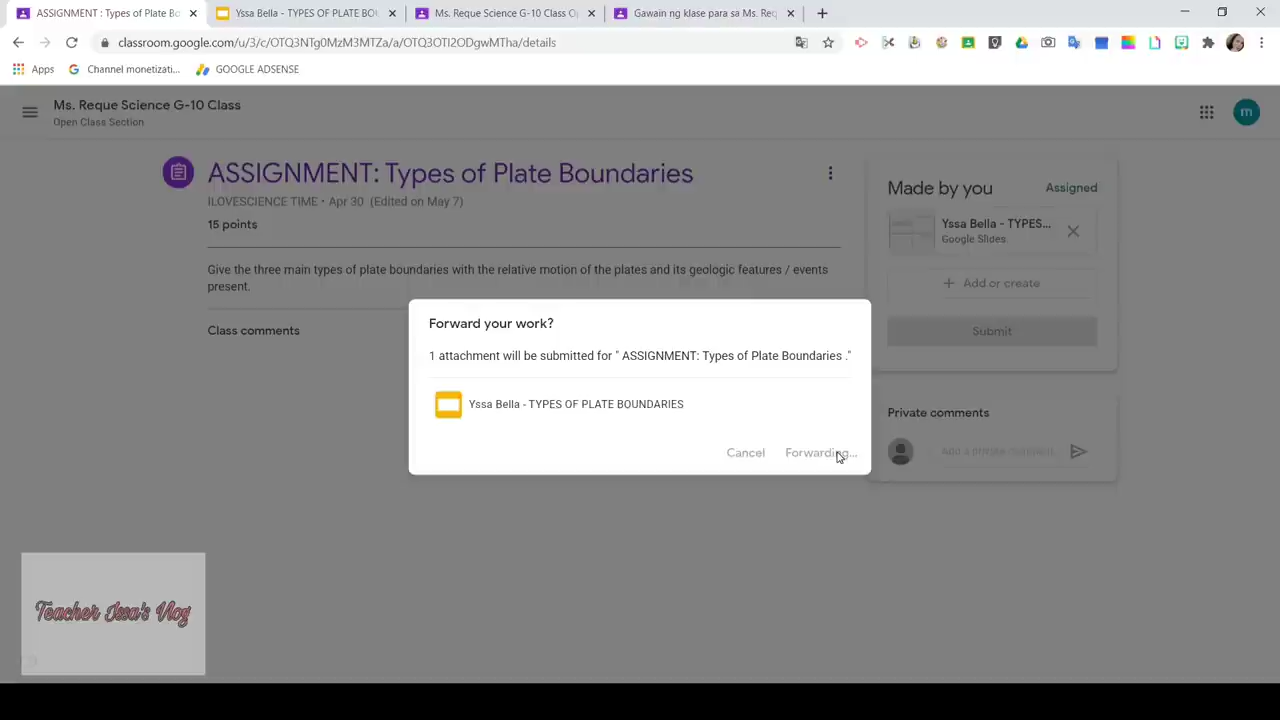 ASSIGNMENT : Types of Plate Bo
Yssa Bella - TYPES OF PLATE BOU
Ms. Reque Science G-10 Class Op
Gawain ng klase para sa Ms. Req
classroom.google.com/u/3/c/OTQ3NTg0MzM3MTZa/a/OTQ3OTI2ODgwMTha/details
Apps
Channel monetizati...
GOOGLE ADSENSE
Ms. Reque Science G-10 Class
Open Class Section
m
ASSIGNMENT: Types of Plate Boundaries
ILOVESCIENCE TIME • Apr 30 (Edited on May 7)
15 points
Give the three main types of plate boundaries with the relative motion of the plates and its geologic features / events
present.
Class comments
Made by you
Assigned
Yssa Bella - TYPES...
Google Slides
+ Add or create
Submit
Private comments
Add a private comment...
Forward your work?
1 attachment will be submitted for " ASSIGNMENT: Types of Plate Boundaries ."
Yssa Bella - TYPES OF PLATE BOUNDARIES
Cancel
Forwarding...
Teacher Issa's Vlog